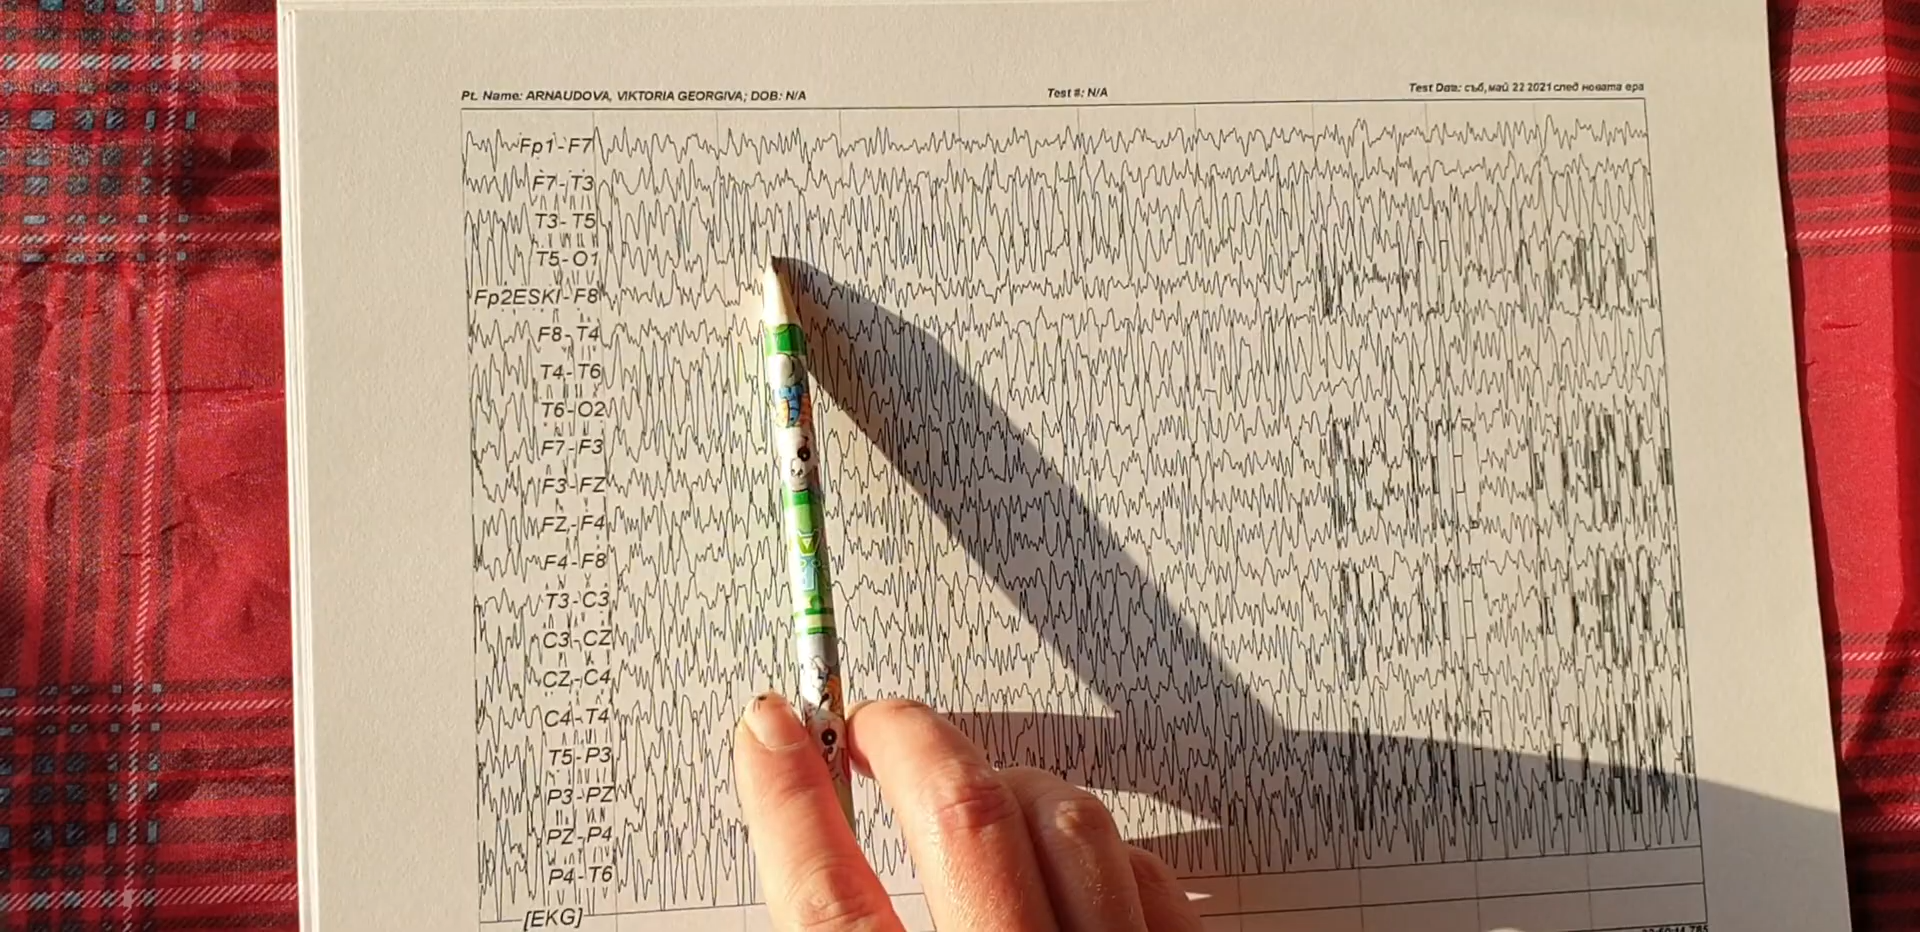 Pt. Name: ARNAUDOVA, VIKTORIA GEORGIVA; DOB: N/A
Test #: N/A
Test Date: съб, май 22 2021 след новата ера
Fp1-F7
F7-T3
T3-T5
T5-O1
Fp2ESKI-F8
F8-T4
T4-T6
T6-O2
F7-F3
F3-FZ
FZ-F4
F4-F8
T3-C3
C3-CZ
CZ-C4
C4-T4
T5-P3
P3-PZ
PZ-P4
P4-T6
[EKG]